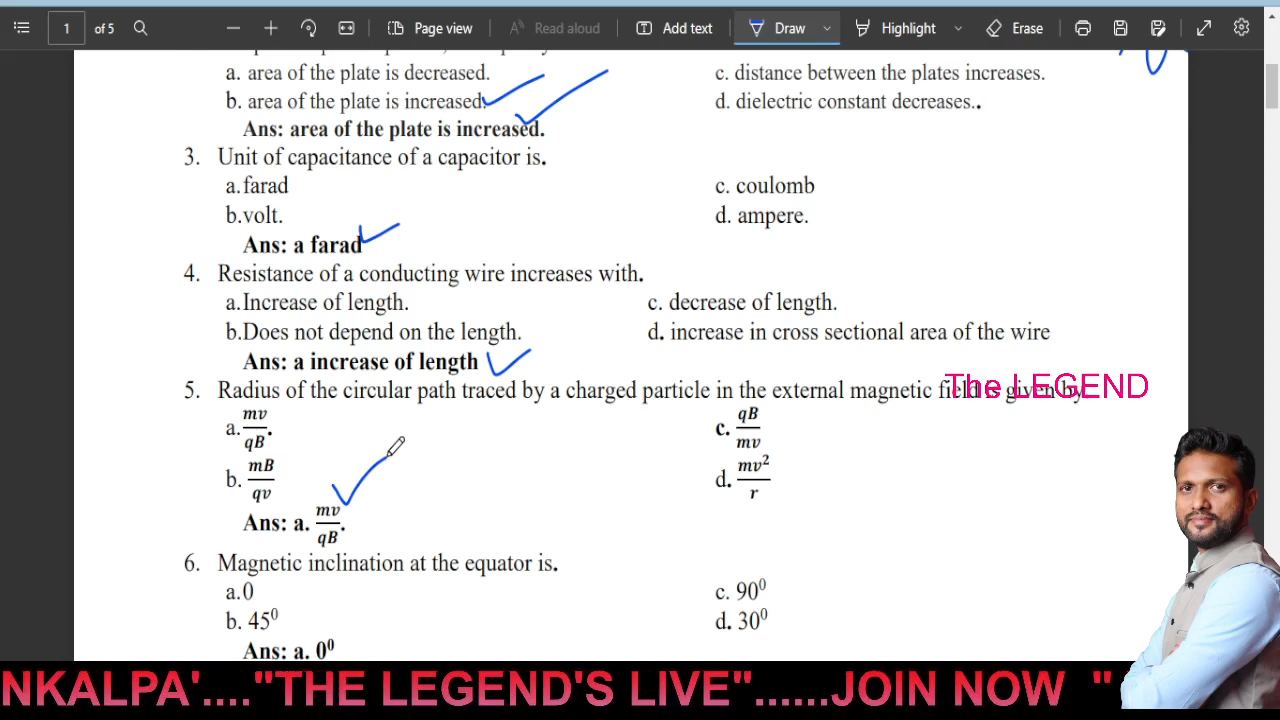 1 of 5 Page view Read aloud Add text Draw Highlight Erase
a. area of the plate is decreased. c. distance between the plates increases.
b. area of the plate is increased. d. dielectric constant decreases..
Ans: area of the plate is increased.
3. Unit of capacitance of a capacitor is.
a.farad c. coulomb
b.volt. d. ampere.
Ans: a farad
4. Resistance of a conducting wire increases with.
a.Increase of length. c. decrease of length.
b.Does not depend on the length. d. increase in cross sectional area of the wire
Ans: a increase of length
5. Radius of the circular path traced by a charged particle in the external magnetic field is given by
The LEGEND
a. mv/qB. c. qB/mv
b. mB/qv d. mv²/r
Ans: a. mv/qB.
6. Magnetic inclination at the equator is.
a.0 c. 90⁰
b. 45⁰ d. 30⁰
Ans: a. 0⁰
NKALPA'...."THE LEGEND'S LIVE"......JOIN NOW "